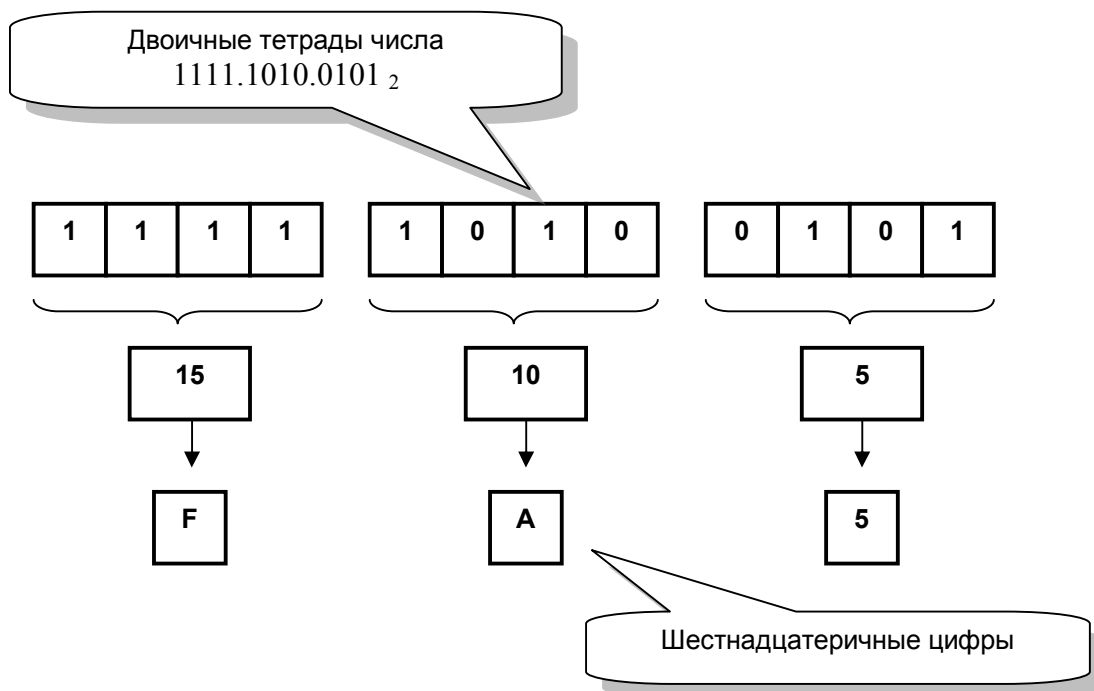 Двоичные тетрады числа
1111.1010.0101 2
1 1 1 1 1 0 1 0 0 1 0 1
15 10 5
F A 5
Шестнадцатеричные цифры